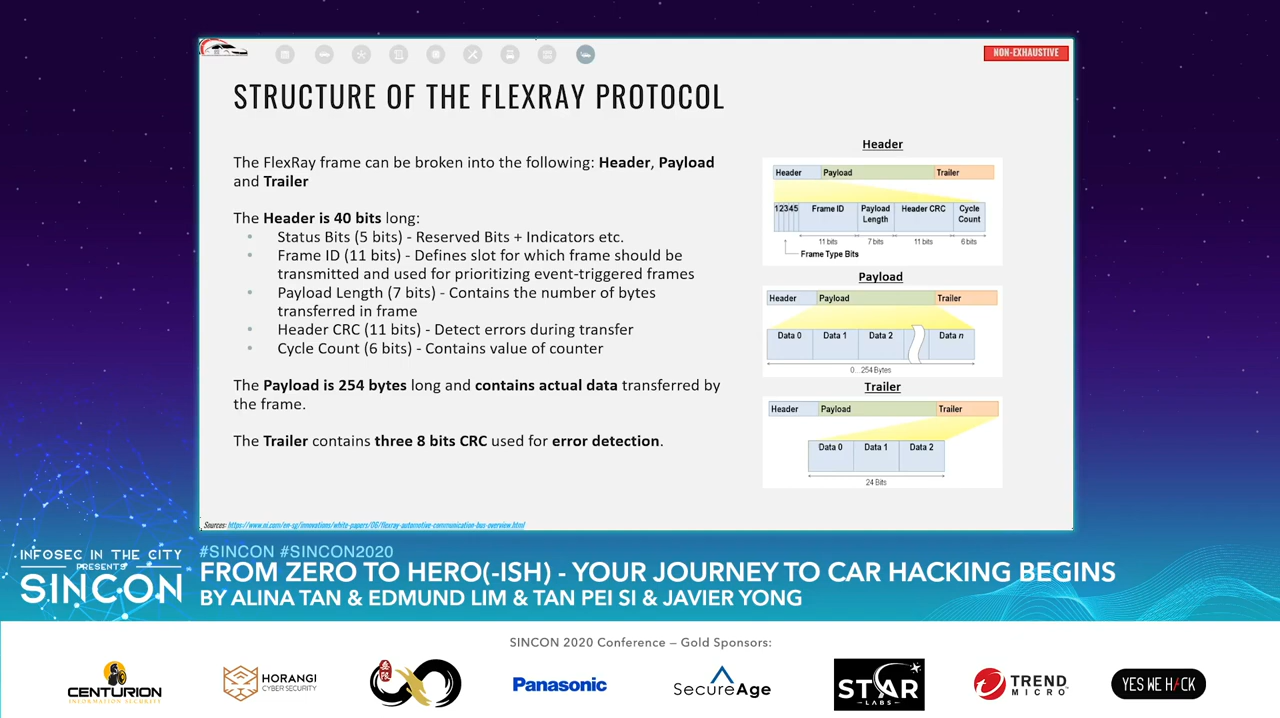 NON-EXHAUSTIVE
STRUCTURE OF THE FLEXRAY PROTOCOL
The FlexRay frame can be broken into the following: Header, Payload
and Trailer
The Header is 40 bits long:
• Status Bits (5 bits) - Reserved Bits + Indicators etc.
• Frame ID (11 bits) - Defines slot for which frame should be
transmitted and used for prioritizing event-triggered frames
• Payload Length (7 bits) - Contains the number of bytes
transferred in frame
• Header CRC (11 bits) - Detect errors during transfer
• Cycle Count (6 bits) - Contains value of counter
The Payload is 254 bytes long and contains actual data transferred by
the frame.
The Trailer contains three 8 bits CRC used for error detection.
Header
Header Payload Trailer
12345 Frame ID Payload Length Header CRC Cycle Count
11 bits 7 bits 11 bits 6 bits
Frame Type Bits
Payload
Header Payload Trailer
Data 0 Data 1 Data 2 Data n
0...254 Bytes
Trailer
Header Payload Trailer
Data 0 Data 1 Data 2
24 Bits
Sources: https://www.ni.com/en-sg/innovations/white-papers/06/flexray-automotive-communication-bus-overview.html
INFOSEC IN THE CITY
PRESENTS
SINCON
#SINCON #SINCON2020
FROM ZERO TO HERO(-ISH) - YOUR JOURNEY TO CAR HACKING BEGINS
BY ALINA TAN & EDMUND LIM & TAN PEI SI & JAVIER YONG
SINCON 2020 Conference – Gold Sponsors:
CENTURION
INFORMATION SECURITY
HORANGI
CYBER SECURITY
Panasonic
SecureAge
STAR
LABS
TREND
MICRO
YES WE H/CK